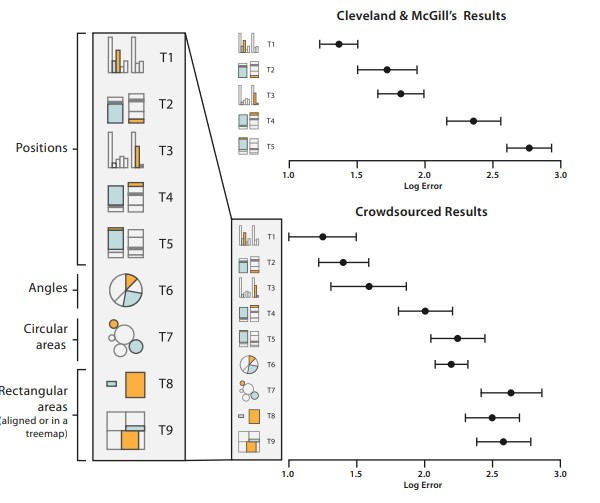 Cleveland & McGill's Results
T1
T2
T3
T4
T5
1.0 1.5 2.0 2.5 3.0
Log Error
Positions
T1
T2
T3
T4
T5
Angles
T6
Circular
areas
T7
Rectangular
areas
(aligned or in a
treemap)
T8
T9
Crowdsourced Results
T1
T2
T3
T4
T5
T6
T7
T8
T9
1.0 1.5 2.0 2.5 3.0
Log Error